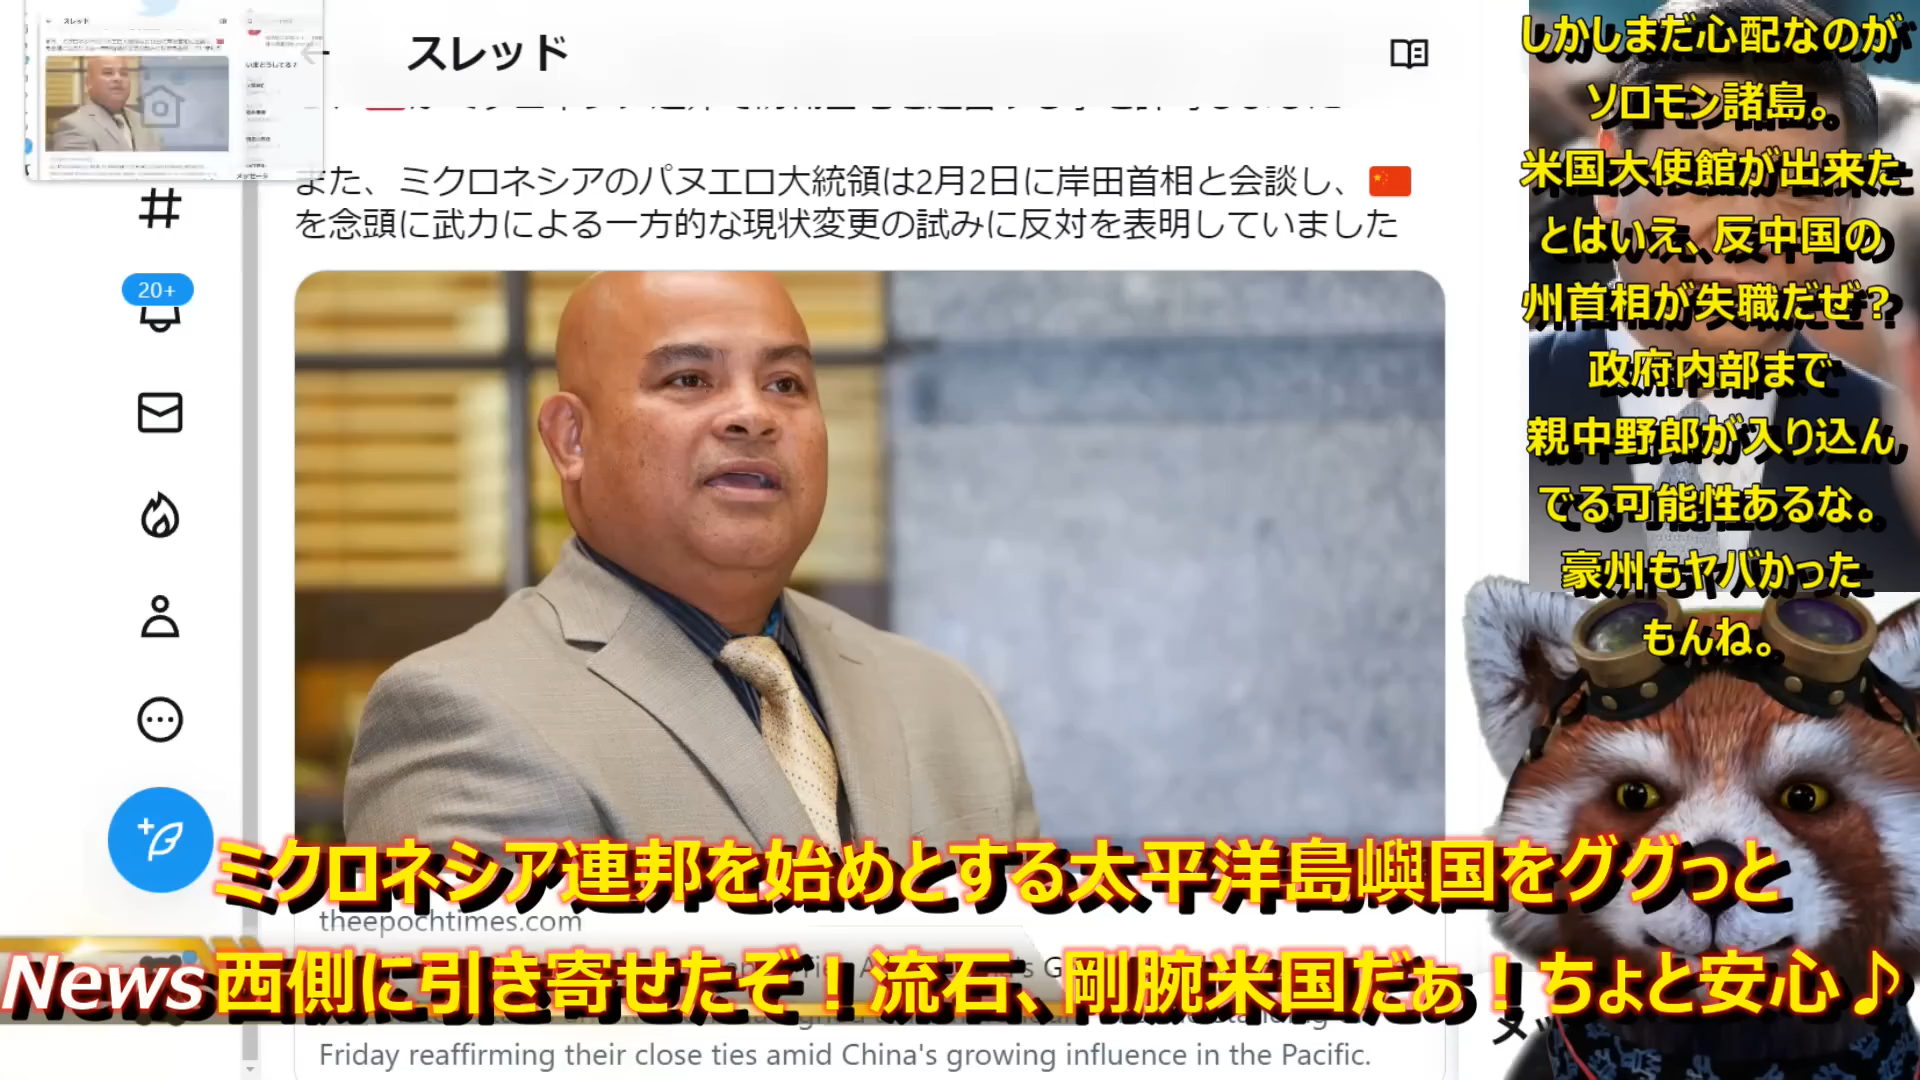 スレッド
また、ミクロネシアのパヌエロ大統領は2月2日に岸田首相と会談し、
を念頭に武力による一方的な現状変更の試みに反対を表明していました
20+
theepochtimes.com
Friday reaffirming their close ties amid China's growing influence in the Pacific.
しかしまだ心配なのが
ソロモン諸島。
米国大使館が出来た
とはいえ、反中国の
州首相が失職だぜ？
政府内部まで
親中野郎が入り込ん
でる可能性あるな。
豪州もヤバかった
もんね。
ミクロネシア連邦を始めとする太平洋島嶼国をググっと
News
西側に引き寄せたぞ！流石、剛腕米国だぁ！ちょと安心♪